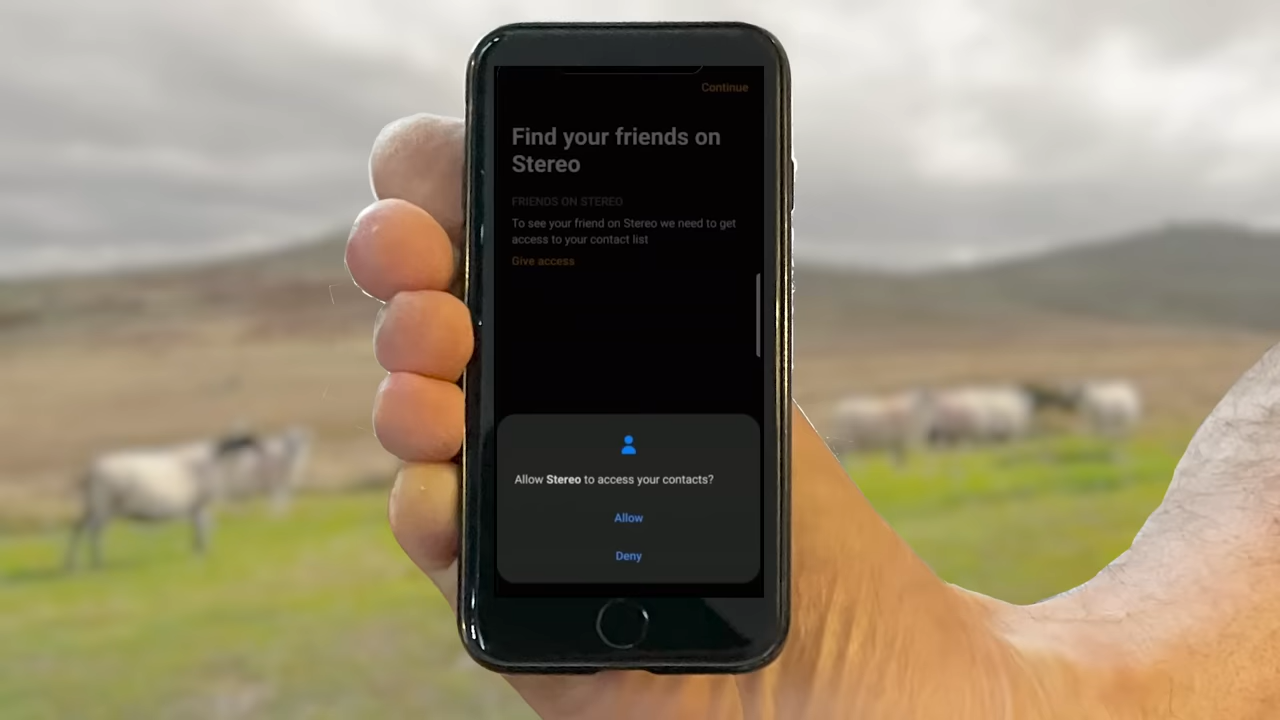 Continue
Find your friends on
Stereo
FRIENDS ON STEREO
To see your friend on Stereo we need to get
access to your contact list
Give access
Allow Stereo to access your contacts?
Allow
Deny